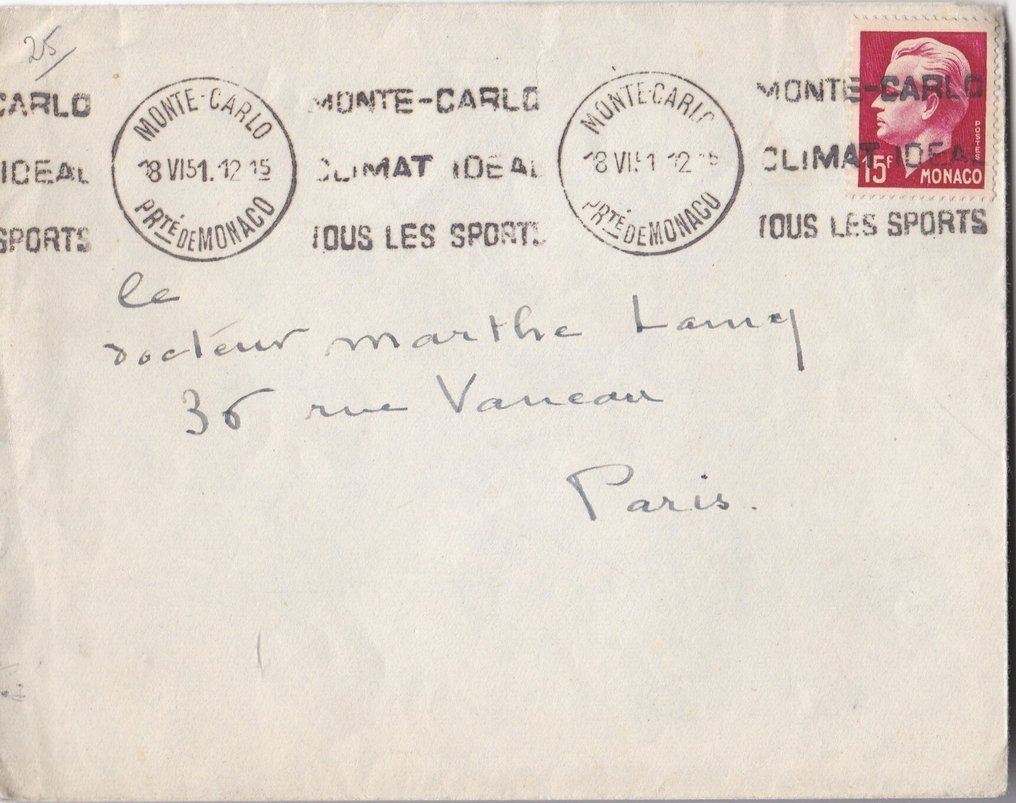 25/
CARLO MONTE-CARLO MONTE-CARLO MONTE-CARLO MONTE-CARLO
IDEAL 18 VI 51. 12 15 CLIMAT IDEAL 18 VI 51 12 15 CLIMAT IDEAL
SPORTS PRTÉ DE MONACO TOUS LES SPORTS PRTÉ DE MONACO TOUS LES SPORTS
POSTES
15F MONACO
le
Docteur Marthe Lamy
36 rue Vaneau
Paris.